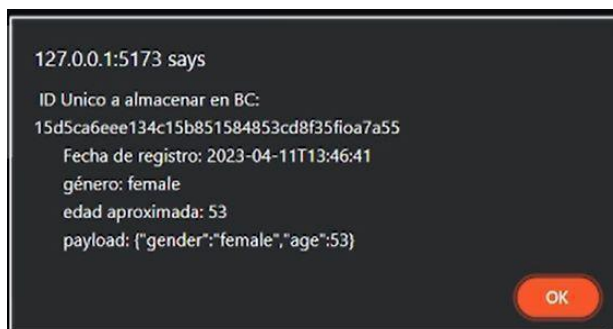 127.0.0.1:5173 says
ID Unico a almacenar en BC:
15d5ca6eee134c15b851584853cd8f35fioa7a55
Fecha de registro: 2023-04-11T13:46:41
género: female
edad aproximada: 53
payload: {"gender":"female","age":53}
OK